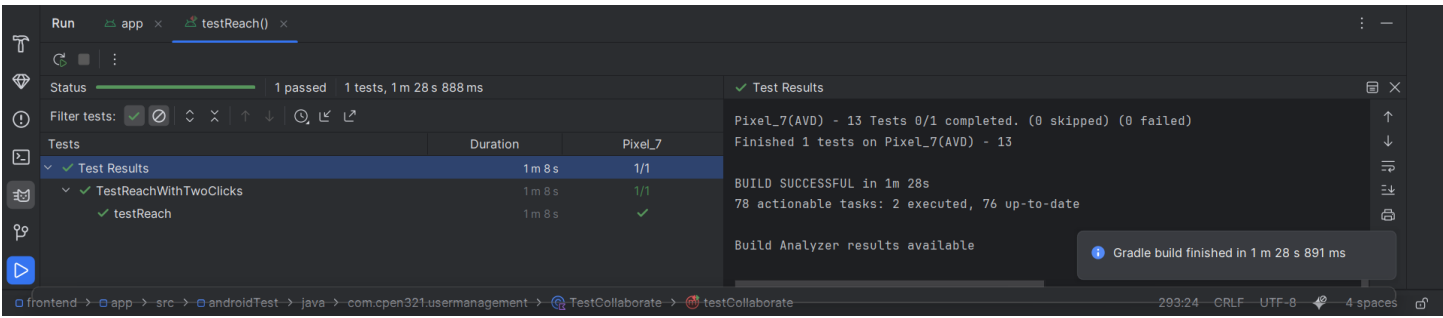 Run app testReach()
Status 1 passed 1 tests, 1 m 28 s 888 ms
Filter tests:
Tests Duration Pixel_7
Test Results 1 m 8 s 1/1
TestReachWithTwoClicks 1 m 8 s 1/1
testReach 1 m 8 s
Test Results
Pixel_7(AVD) - 13 Tests 0/1 completed. (0 skipped) (0 failed)
Finished 1 tests on Pixel_7(AVD) - 13
BUILD SUCCESSFUL in 1m 28s
78 actionable tasks: 2 executed, 76 up-to-date
Build Analyzer results available
Gradle build finished in 1 m 28 s 891 ms
frontend > app > src > androidTest > java > com.cpen321.usermanagement > TestCollaborate > testCollaborate 293:24 CRLF UTF-8 4 spaces